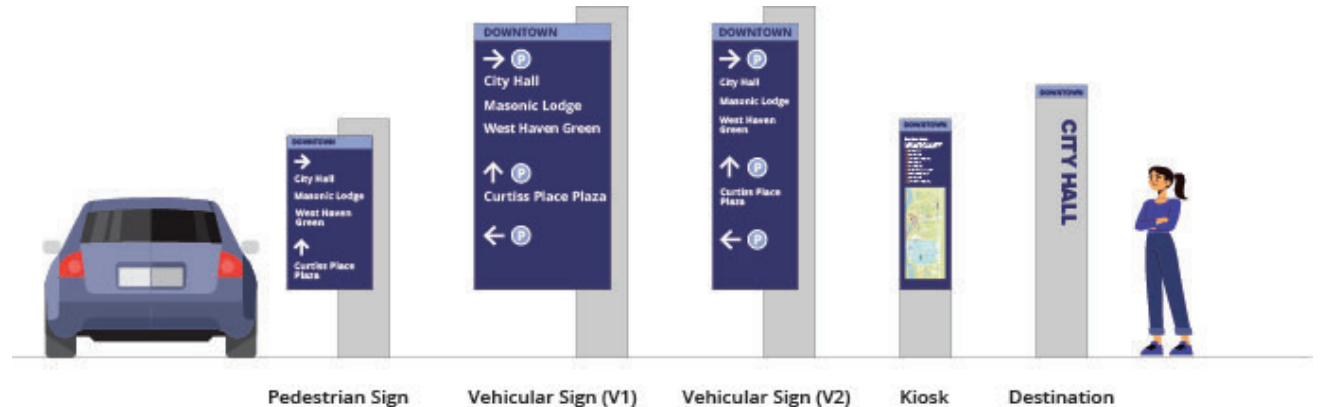 DOWNTOWN
→
City Hall
Masonic Lodge
West Haven
Green
↑
Curtiss Place
Plaza
DOWNTOWN
→ P
City Hall
Masonic Lodge
West Haven Green
↑ P
Curtiss Place Plaza
← P
DOWNTOWN
→ P
City Hall
Masonic Lodge
West Haven
Green
↑ P
Curtiss Place
Plaza
← P
DOWNTOWN
DOWNTOWN
CITY HALL
Pedestrian Sign
Vehicular Sign (V1)
Vehicular Sign (V2)
Kiosk
Destination